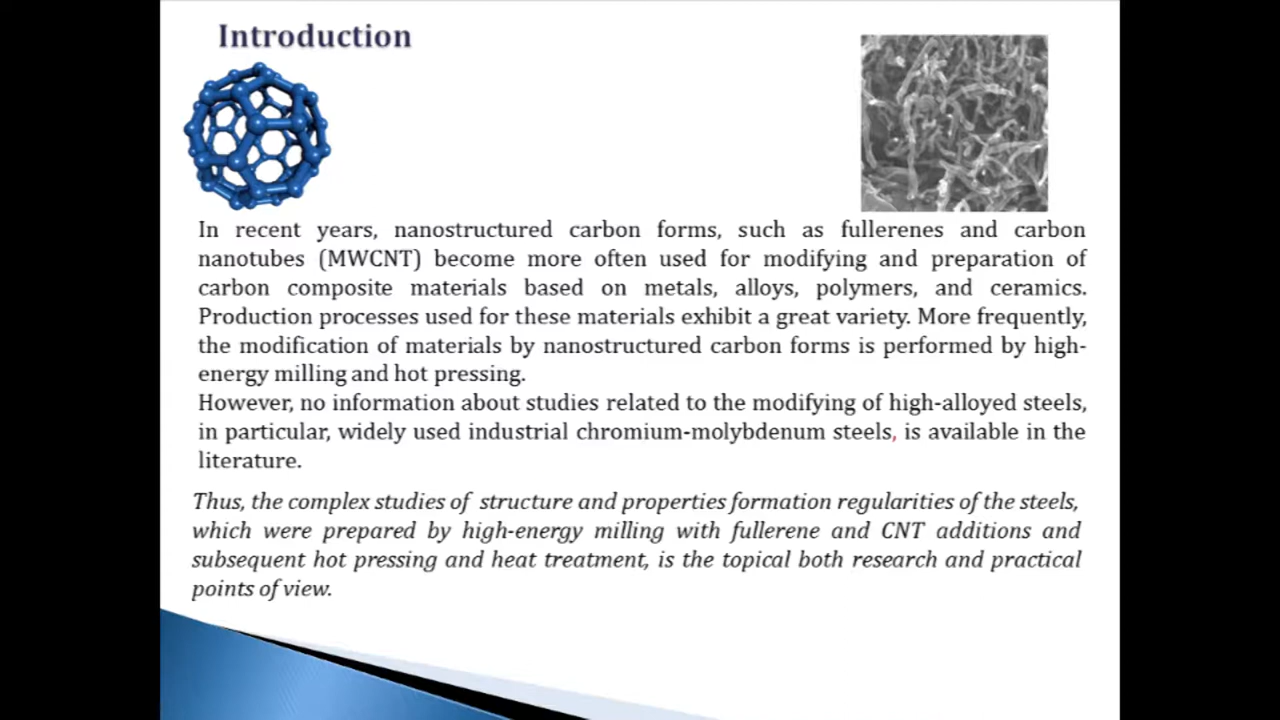 Introduction
In recent years, nanostructured carbon forms, such as fullerenes and carbon
nanotubes (MWCNT) become more often used for modifying and preparation of
carbon composite materials based on metals, alloys, polymers, and ceramics.
Production processes used for these materials exhibit a great variety. More frequently,
the modification of materials by nanostructured carbon forms is performed by high-
energy milling and hot pressing.
However, no information about studies related to the modifying of high-alloyed steels,
in particular, widely used industrial chromium-molybdenum steels, is available in the
literature.
Thus, the complex studies of structure and properties formation regularities of the steels,
which were prepared by high-energy milling with fullerene and CNT additions and
subsequent hot pressing and heat treatment, is the topical both research and practical
points of view.